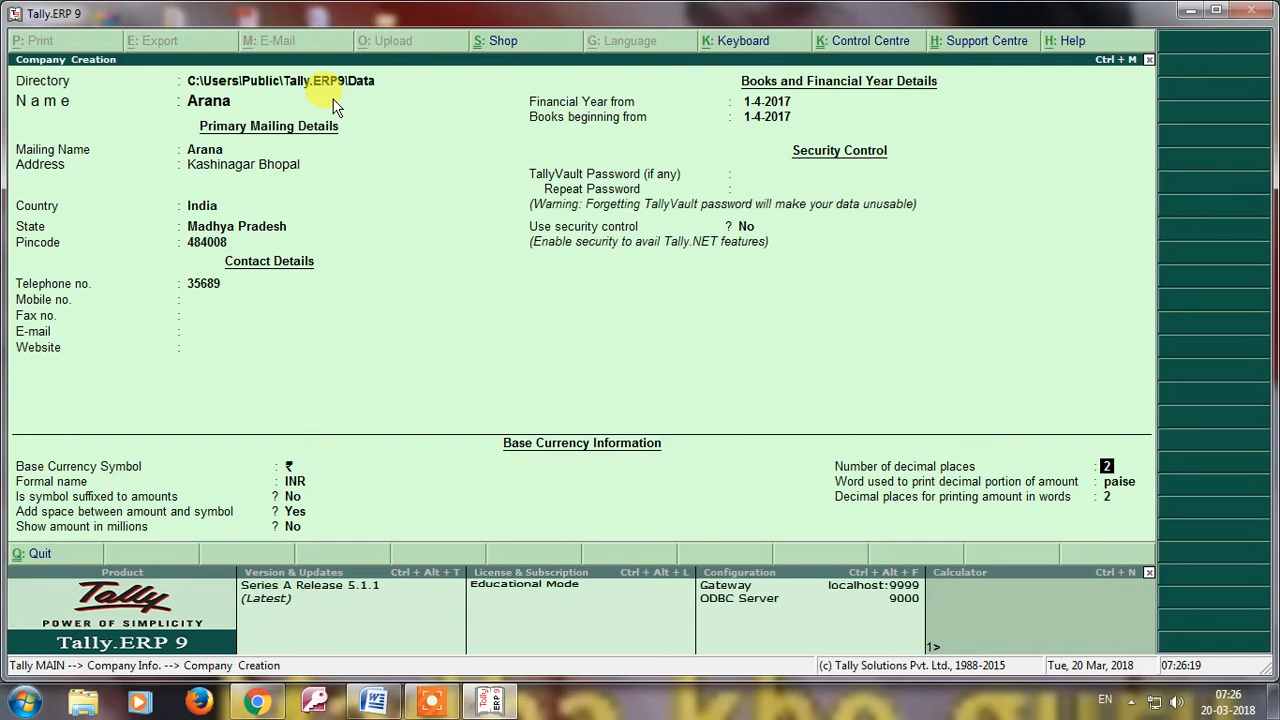 Tally.ERP 9
P: Print
E: Export
M: E-Mail
O: Upload
S: Shop
G: Language
K: Keyboard
K: Control Centre
H: Support Centre
H: Help
Company Creation
Ctrl + M
Directory : C:\Users\Public\Tally.ERP9\Data
Name : Arana
Primary Mailing Details
Mailing Name : Arana
Address : Kashinagar Bhopal
Country : India
State : Madhya Pradesh
Pincode : 484008
Contact Details
Telephone no. : 35689
Mobile no. :
Fax no. :
E-mail :
Website :
Books and Financial Year Details
Financial Year from : 1-4-2017
Books beginning from : 1-4-2017
Security Control
TallyVault Password (if any) :
Repeat Password :
(Warning: Forgetting TallyVault password will make your data unusable)
Use security control ? No
(Enable security to avail Tally.NET features)
Base Currency Information
Base Currency Symbol : ₹
Formal name : INR
Is symbol suffixed to amounts ? No
Add space between amount and symbol ? Yes
Show amount in millions ? No
Number of decimal places : 2
Word used to print decimal portion of amount : paise
Decimal places for printing amount in words : 2
Q: Quit
Product
Tally
POWER OF SIMPLICITY
Tally.ERP 9
Version & Updates Ctrl + Alt + T
Series A Release 5.1.1
(Latest)
License & Subscription Ctrl + Alt + L
Educational Mode
Configuration Ctrl + Alt + F
Gateway localhost:9999
ODBC Server 9000
Calculator Ctrl + N
1>
Tally MAIN --> Company Info. --> Company Creation
(c) Tally Solutions Pvt. Ltd., 1988-2015
Tue, 20 Mar, 2018
07:26:19
Tally ERP 9
EN
07:26
20-03-2018